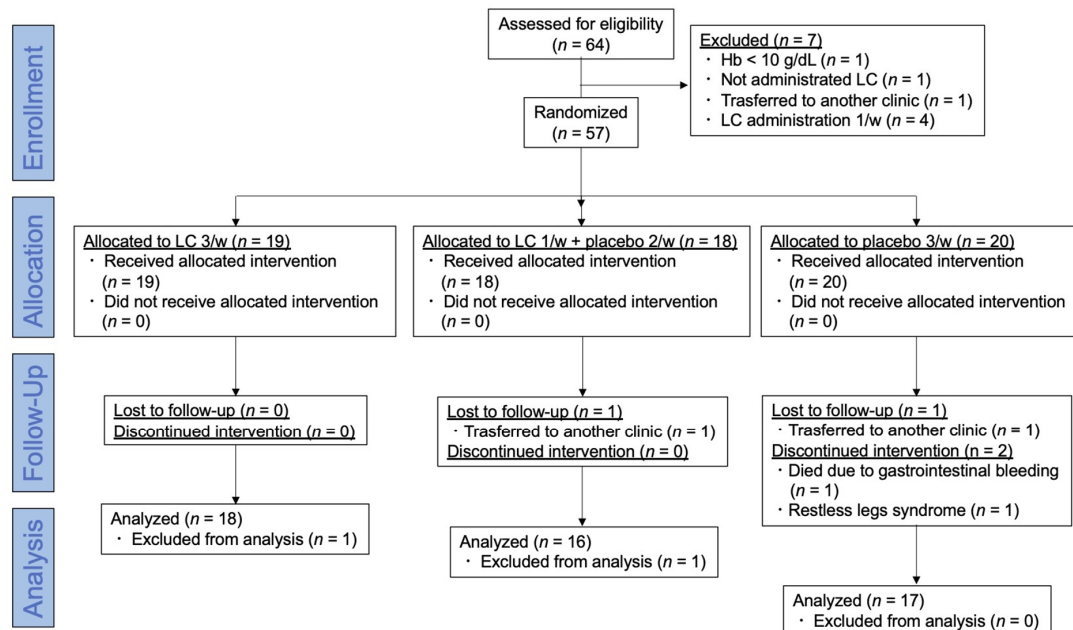 Enrollment
Assessed for eligibility
(n = 64)
Excluded (n = 7)
・ Hb < 10 g/dL (n = 1)
・ Not administrated LC (n = 1)
・ Trasferred to another clinic (n = 1)
・ LC administration 1/w (n = 4)
Randomized
(n = 57)
Allocation
Allocated to LC 3/w (n = 19)
・ Received allocated intervention
(n = 19)
・ Did not receive allocated intervention
(n = 0)
Allocated to LC 1/w + placebo 2/w (n = 18)
・ Received allocated intervention
(n = 18)
・ Did not receive allocated intervention
(n = 0)
Allocated to placebo 3/w (n = 20)
・ Received allocated intervention
(n = 20)
・ Did not receive allocated intervention
(n = 0)
Follow-Up
Lost to follow-up (n = 0)
Discontinued intervention (n = 0)
Lost to follow-up (n = 1)
・ Trasferred to another clinic (n = 1)
Discontinued intervention (n = 0)
Lost to follow-up (n = 1)
・ Trasferred to another clinic (n = 1)
Discontinued intervention (n = 2)
・Died due to gastrointestinal bleeding
(n = 1)
・ Restless legs syndrome (n = 1)
Analysis
Analyzed (n = 18)
・ Excluded from analysis (n = 1)
Analyzed (n = 16)
・ Excluded from analysis (n = 1)
Analyzed (n = 17)
・ Excluded from analysis (n = 0)